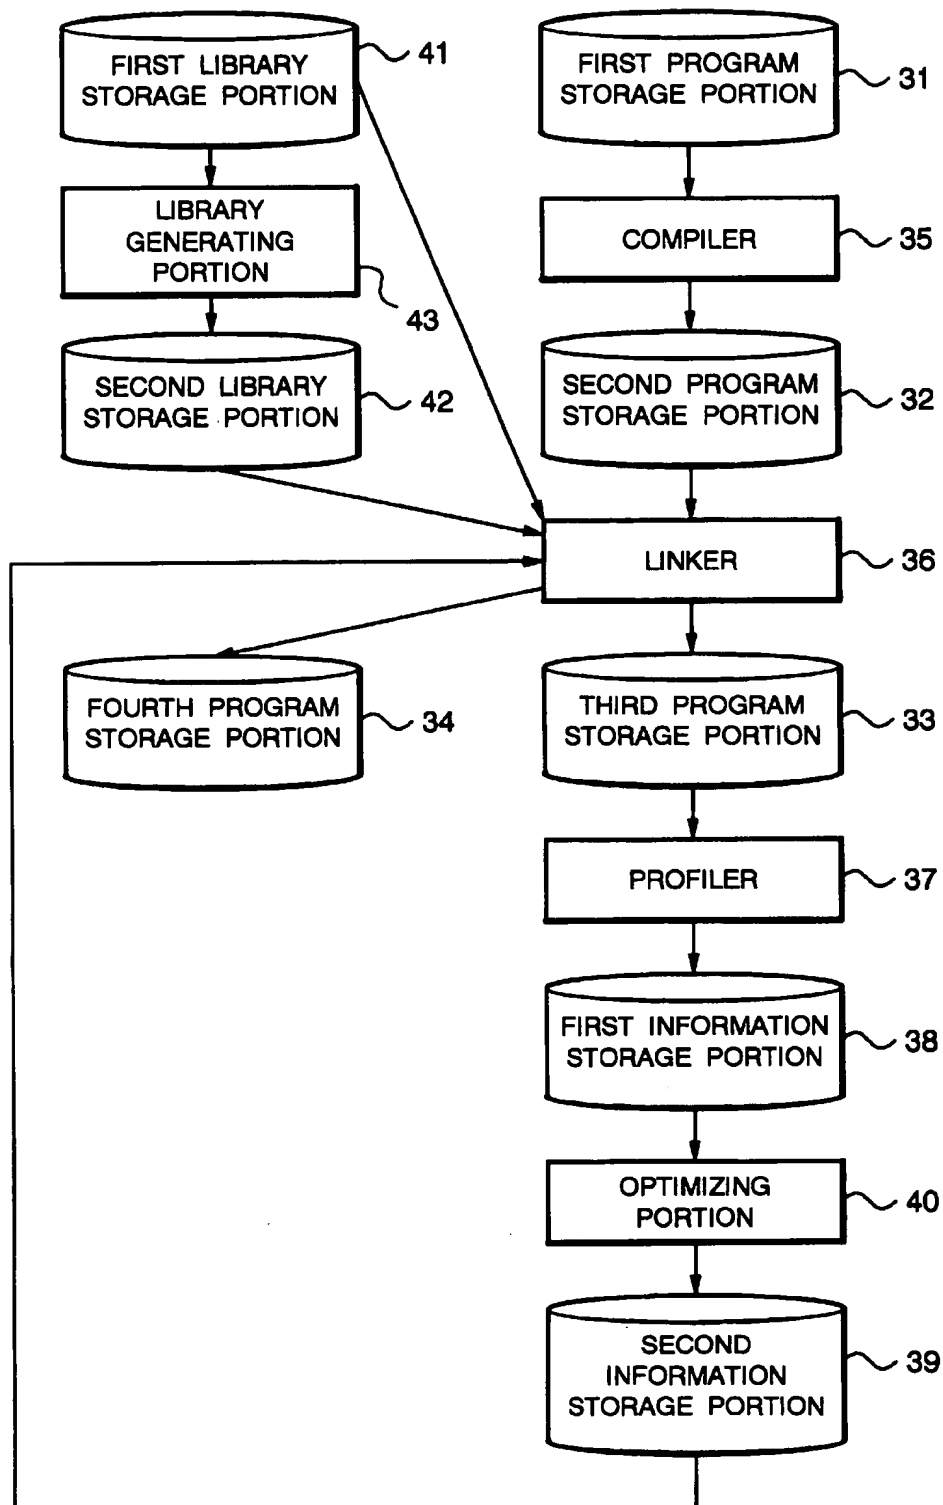 FIRST LIBRARY
STORAGE PORTION
41
FIRST PROGRAM
STORAGE PORTION
31
LIBRARY
GENERATING
PORTION
43
COMPILER
35
SECOND LIBRARY
STORAGE PORTION
42
SECOND PROGRAM
STORAGE PORTION
32
LINKER
36
FOURTH PROGRAM
STORAGE PORTION
34
THIRD PROGRAM
STORAGE PORTION
33
PROFILER
37
FIRST INFORMATION
STORAGE PORTION
38
OPTIMIZING
PORTION
40
SECOND
INFORMATION
STORAGE PORTION
39